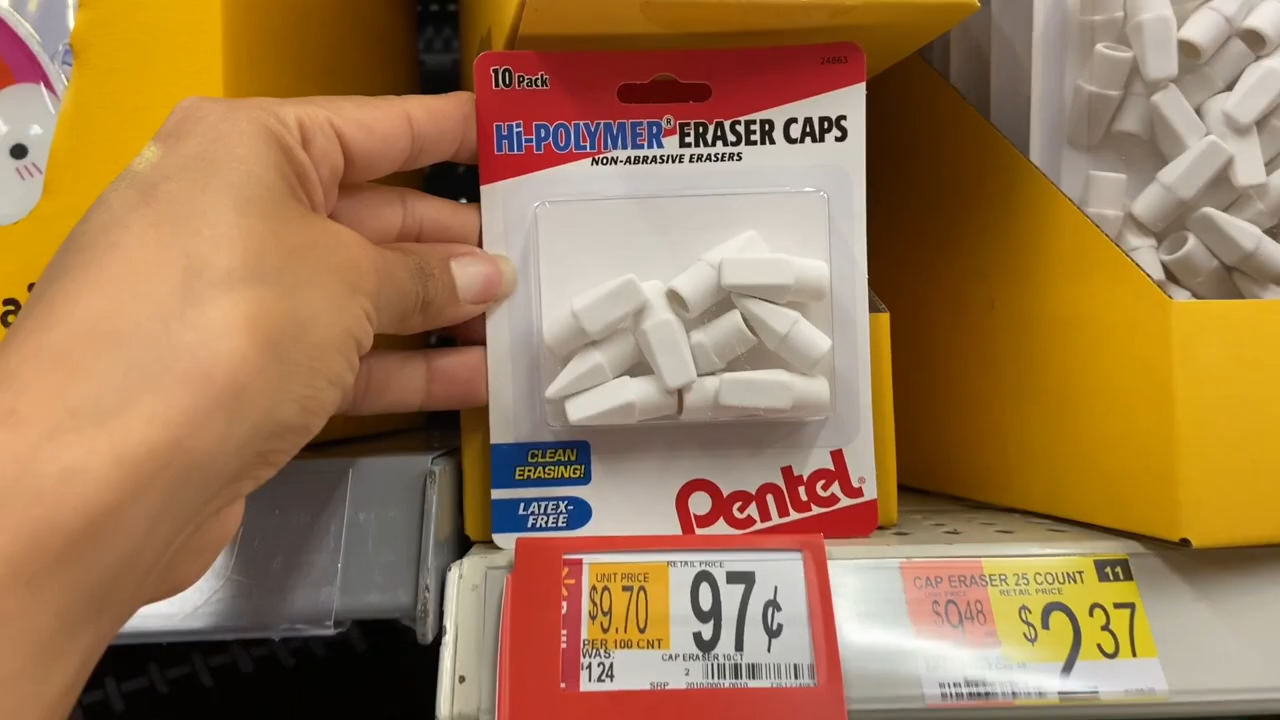 10 Pack
24863
Hi-POLYMER® ERASER CAPS
NON-ABRASIVE ERASERS
CLEAN
ERASING!
LATEX-
FREE
Pentel®
RETAIL PRICE
UNIT PRICE
$9.70
PER 100 CNT
97¢
WAS:
$1.24
CAP ERASER 10CT
2
SRP
CAP ERASER 25 COUNT
11
UNIT PRICE
RETAIL PRICE
$9.48
$2.37